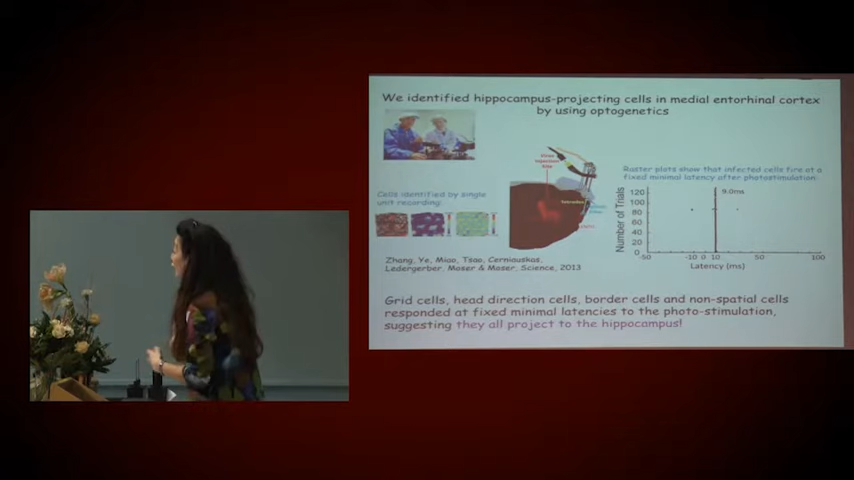 We identified hippocampus-projecting cells in medial entorhinal cortex
by using optogenetics
Cells identified by single
unit recording:
Raster plots show that infected cells fire at a
fixed minimal latency after photostimulation:
9.0ms
Number of Trials
120
100
80
60
40
20
0
-50
-10 0 10
50
100
Latency (ms)
Zhang, Ye, Miao, Tsao, Cerniauskas,
Ledergerber, Moser & Moser, Science, 2013
Grid cells, head direction cells, border cells and non-spatial cells
responded at fixed minimal latencies to the photo-stimulation,
suggesting they all project to the hippocampus!